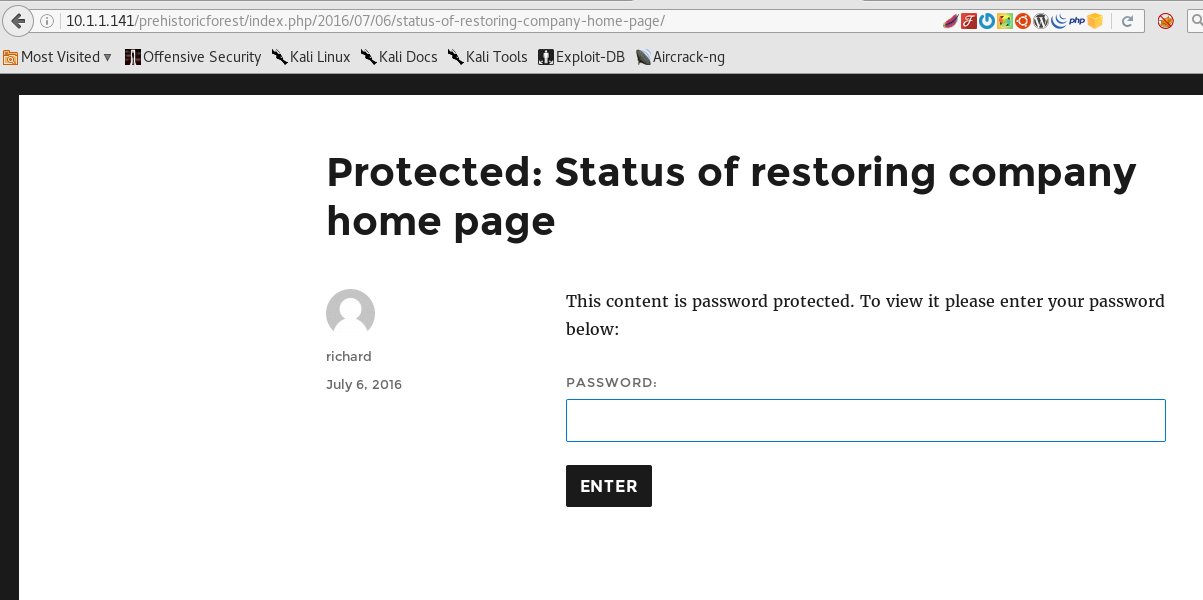 10.1.1.141/prehistoricforest/index.php/2016/07/06/status-of-restoring-company-home-page/
php
Most Visited Offensive Security Kali Linux Kali Docs Kali Tools Exploit-DB Aircrack-ng
Protected: Status of restoring company
home page
This content is password protected. To view it please enter your password
below:
richard
July 6, 2016
PASSWORD:
ENTER